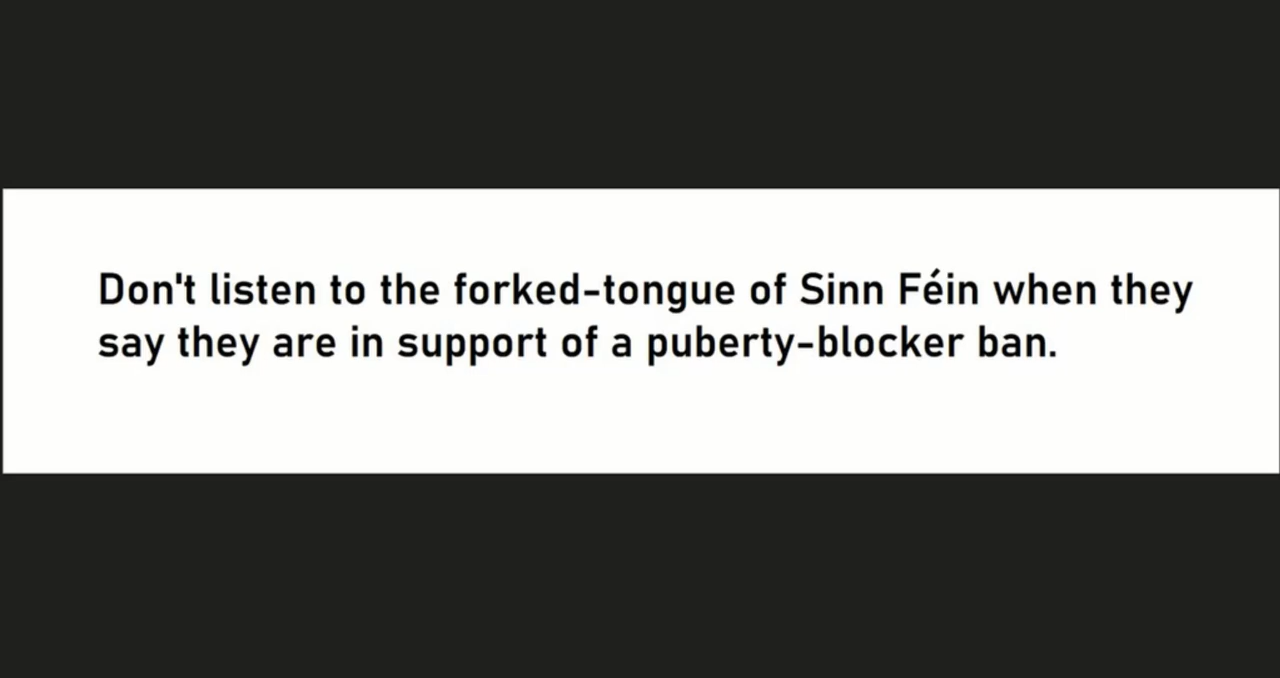 Don't listen to the forked-tongue of Sinn Féin when they
say they are in support of a puberty-blocker ban.